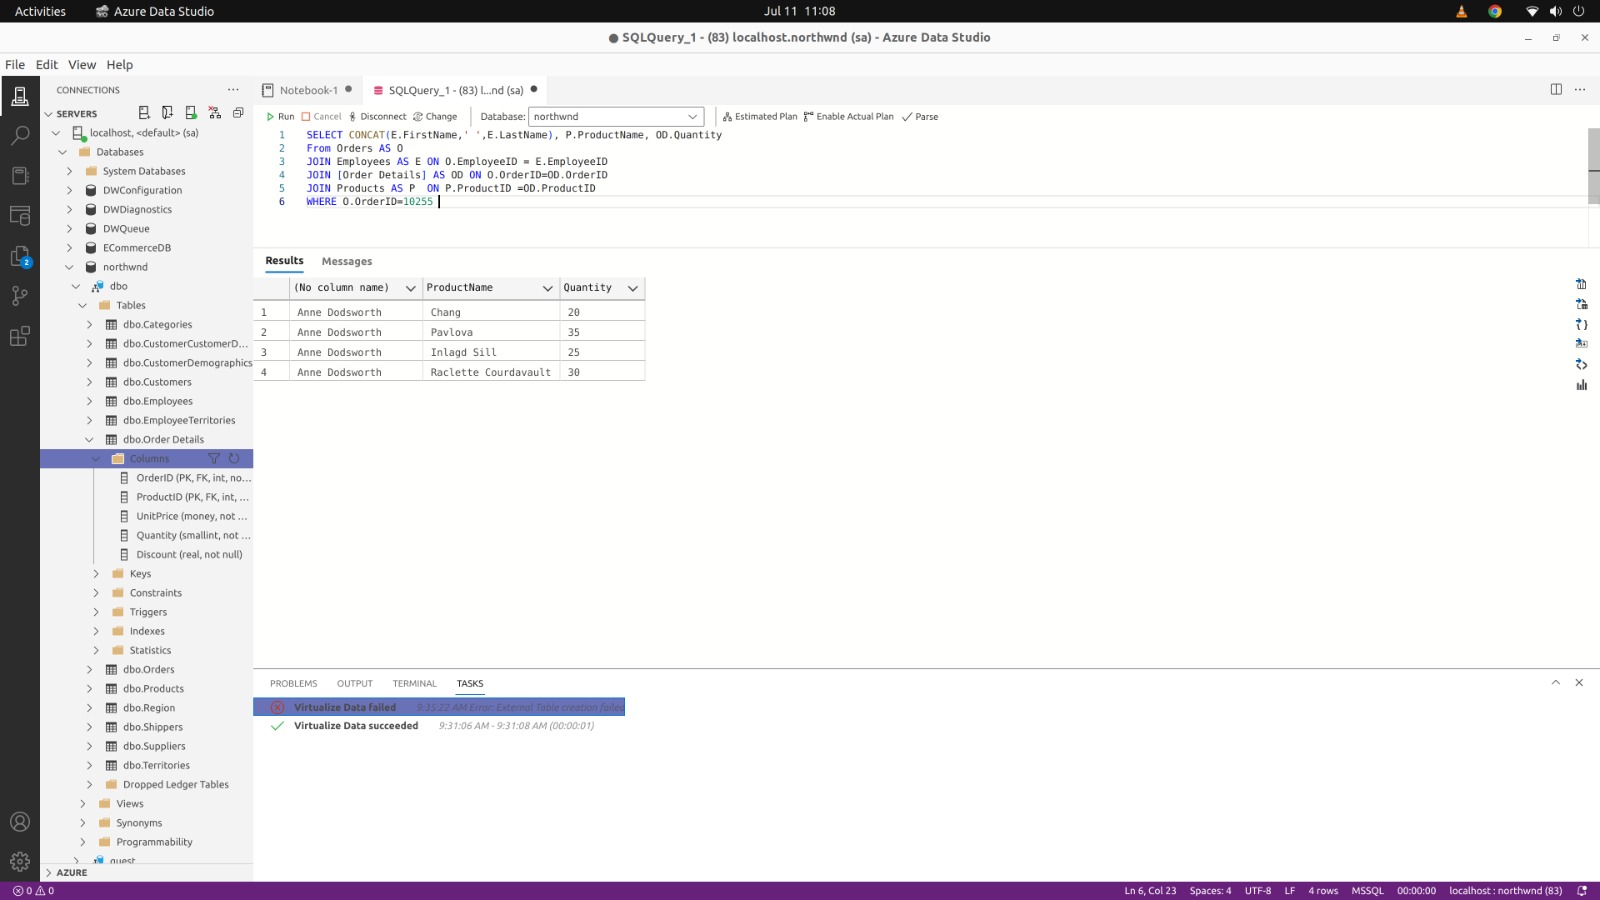 Activities Azure Data Studio Jul 11 11:08
SQLQuery_1 - (83) localhost.northwnd (sa) - Azure Data Studio
File Edit View Help
CONNECTIONS
SERVERS
localhost, <default> (sa)
Databases
System Databases
DWConfiguration
DWDiagnostics
DWQueue
ECommerceDB
northwnd
dbo
Tables
dbo.Categories
dbo.CustomerCustomerD...
dbo.CustomerDemographics
dbo.Customers
dbo.Employees
dbo.EmployeeTerritories
dbo.Order Details
Columns
OrderID (PK, FK, int, no...
ProductID (PK, FK, int, ...
UnitPrice (money, not ...
Quantity (smallint, not ...
Discount (real, not null)
Keys
Constraints
Triggers
Indexes
Statistics
dbo.Orders
dbo.Products
dbo.Region
dbo.Shippers
dbo.Suppliers
dbo.Territories
Dropped Ledger Tables
Views
Synonyms
Programmability
guest
AZURE
2
Notebook-1 SQLQuery_1 - (83) l...nd (sa)
Run Cancel Disconnect Change Database: northwnd Estimated Plan Enable Actual Plan Parse
1 SELECT CONCAT(E.FirstName,' ',E.LastName), P.ProductName, OD.Quantity
2 From Orders AS O
3 JOIN Employees AS E ON O.EmployeeID = E.EmployeeID
4 JOIN [Order Details] AS OD ON O.OrderID=OD.OrderID
5 JOIN Products AS P  ON P.ProductID =OD.ProductID
6 WHERE O.OrderID=10255
Results Messages
(No column name) ProductName Quantity
1 Anne Dodsworth Chang 20
2 Anne Dodsworth Pavlova 35
3 Anne Dodsworth Inlagd Sill 25
4 Anne Dodsworth Raclette Courdavault 30
PROBLEMS OUTPUT TERMINAL TASKS
Virtualize Data failed 9:35:22 AM Error: External Table creation failed
Virtualize Data succeeded 9:31:06 AM - 9:31:08 AM (00:00:01)
0 0 Ln 6, Col 23 Spaces: 4 UTF-8 LF 4 rows MSSQL 00:00:00 localhost : northwnd (83)